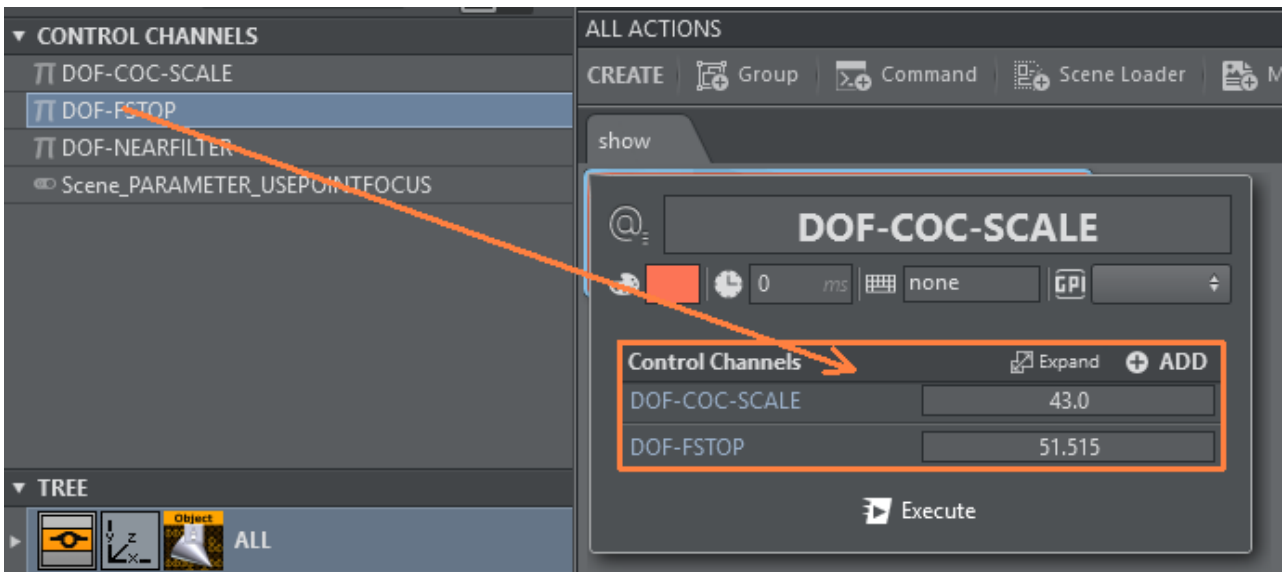 CONTROL CHANNELS
DOF-COC-SCALE
DOF-FSTOP
DOF-NEARFILTER
Scene_PARAMETER_USEPOINTFOCUS
TREE
Object
ALL
ALL ACTIONS
CREATE Group Command Scene Loader M
show
DOF-COC-SCALE
0 ms none GPI
Control Channels Expand ADD
DOF-COC-SCALE 43.0
DOF-FSTOP 51.515
Execute